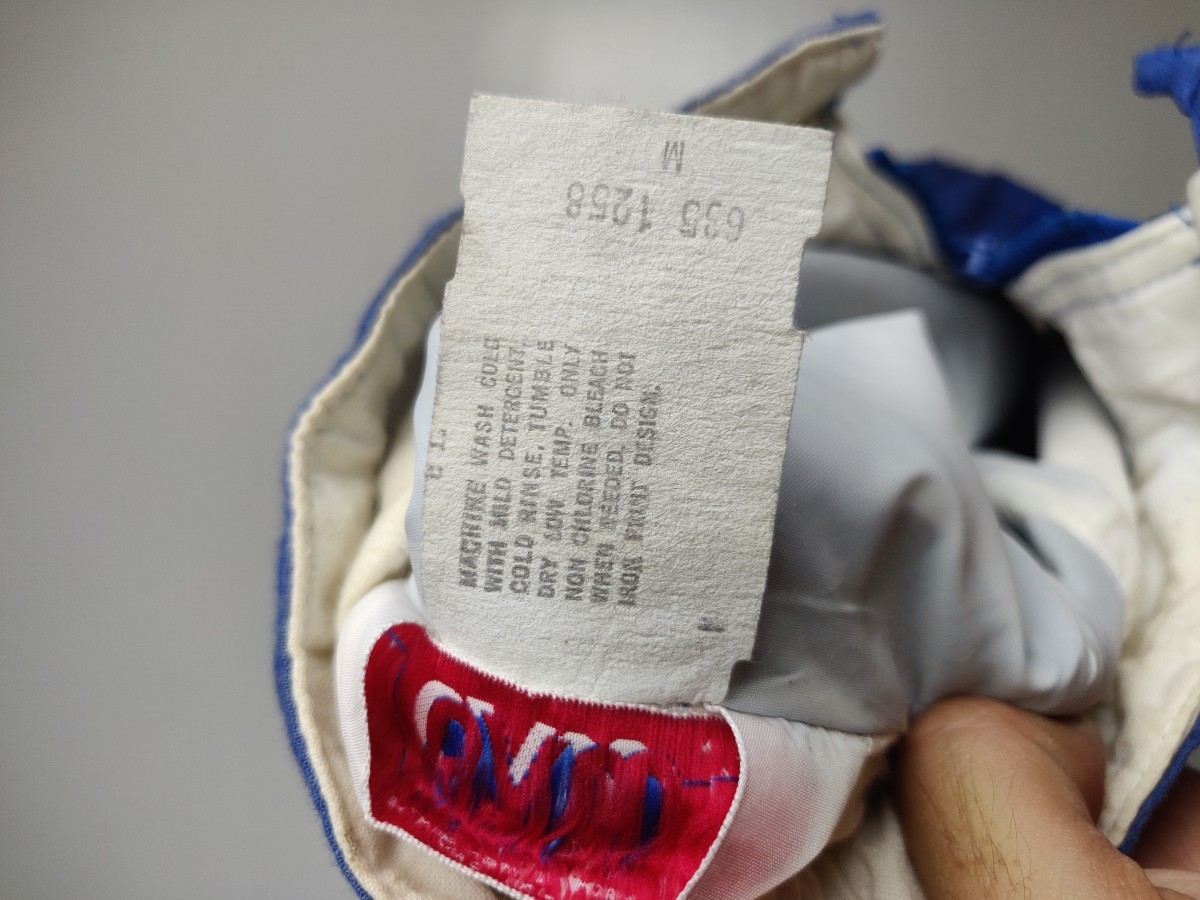 M
635 1258
MACHINE WASH COLD
WITH MILD DETERGENT.
COLD RINSE, TUMBLE
DRY LOW TEMP. ONLY
NON CHLORINE BLEACH
WHEN NEEDED. DO NOT
IRON PRINT DESIGN.